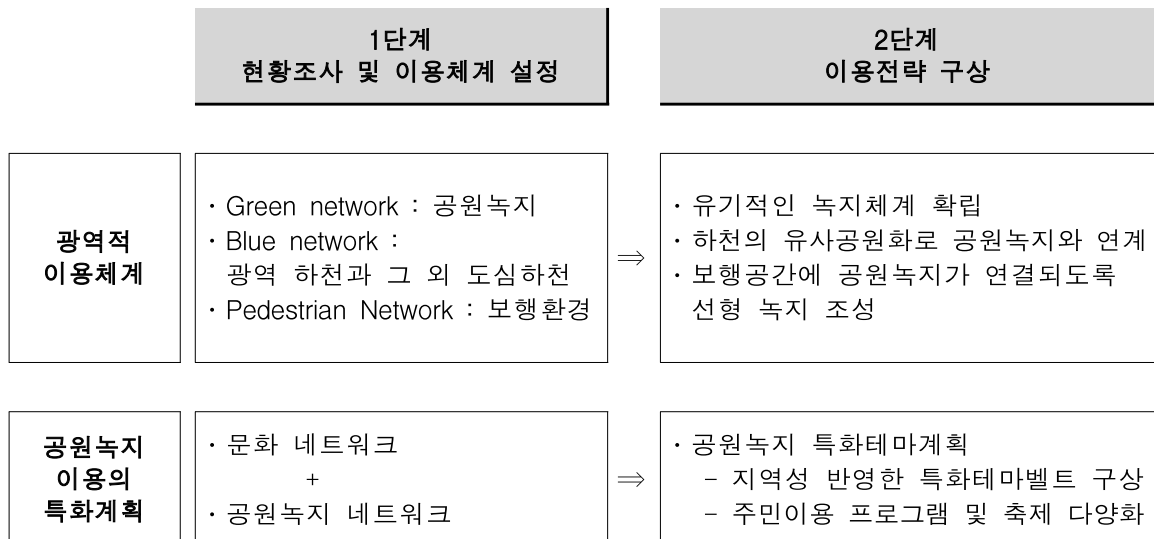 1단계
현황조사 및 이용체계 설정
2단계
이용전략 구상
광역적
이용체계
· Green network : 공원녹지
· Blue network :
광역 하천과 그 외 도심하천
· Pedestrian Network : 보행환경
⇒
· 유기적인 녹지체계 확립
· 하천의 유사공원화로 공원녹지와 연계
· 보행공간에 공원녹지가 연결되도록
선형 녹지 조성
공원녹지
이용의
특화계획
· 문화 네트워크
+
· 공원녹지 네트워크
⇒
· 공원녹지 특화테마계획
- 지역성 반영한 특화테마벨트 구상
- 주민이용 프로그램 및 축제 다양화